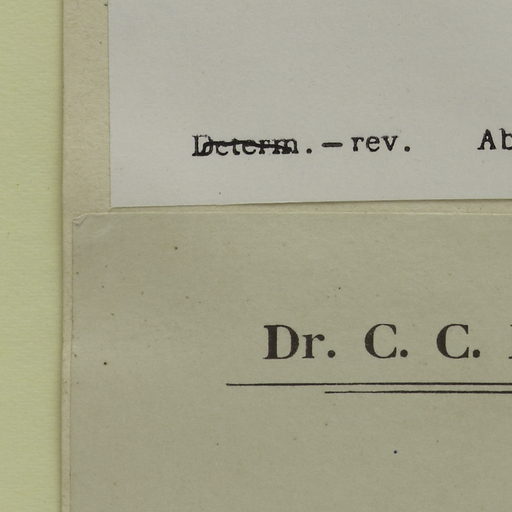 Determ.-rev. Ab
Dr. C. C.